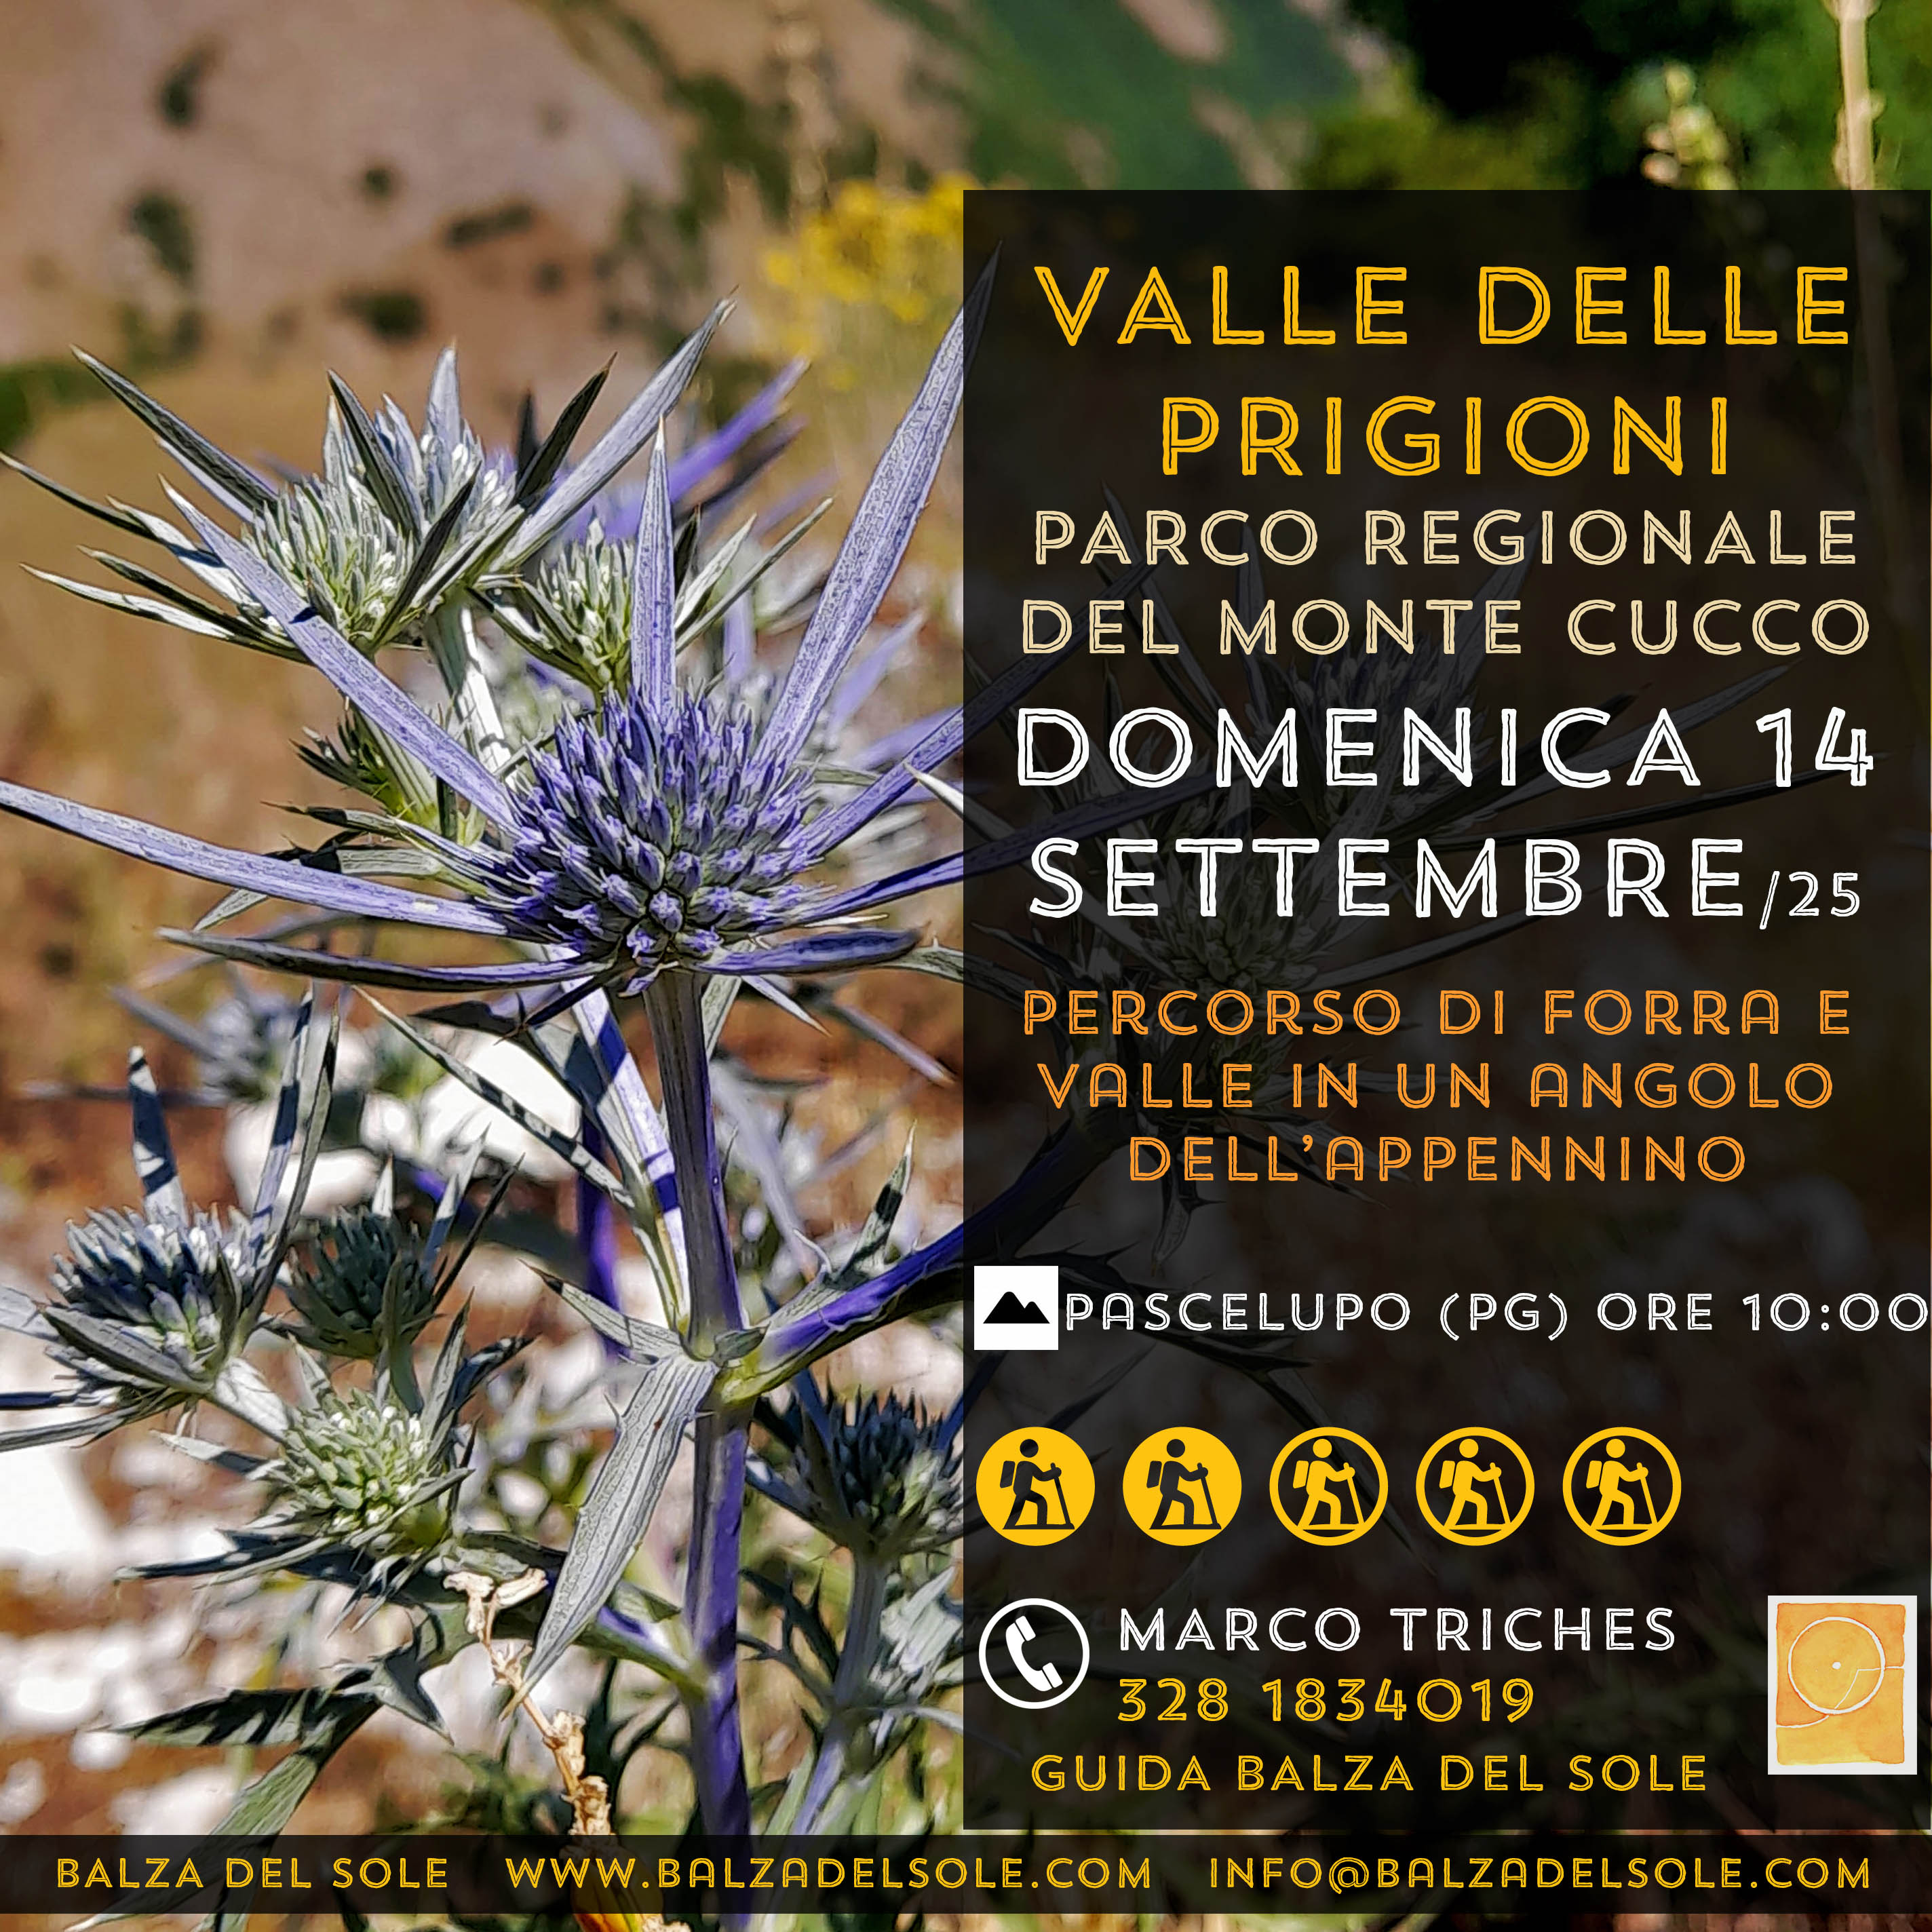 VALLE DELLE
PRIGIONI
PARCO REGIONALE
DEL MONTE CUCCO
DOMENICA 14
SETTEMBRE/25
PERCORSO DI FORRA E
VALLE IN UN ANGOLO
DELL'APPENNINO
PASCELUPO (PG) ORE 10:00
MARCO TRICHES
328 1834019
GUIDA BALZA DEL SOLE
BALZA DEL SOLE WWW.BALZADELSOLE.COM INFO@BALZADELSOLE.COM